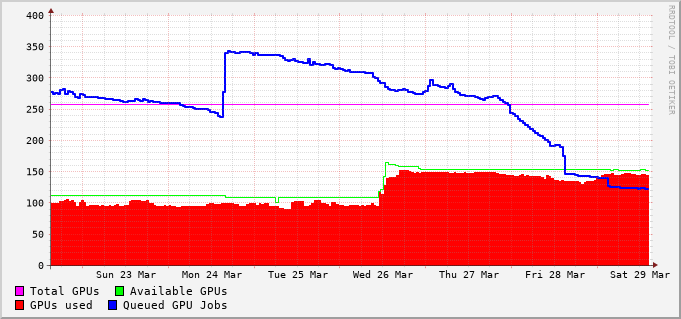 400
350
300
250
200
150
100
50
0
Sun 23 Mar Mon 24 Mar Tue 25 Mar Wed 26 Mar Thu 27 Mar Fri 28 Mar Sat 29 Mar
Total GPUs Available GPUs
GPUs used Queued GPU Jobs
RRDTOOL / TOBI OETIKER